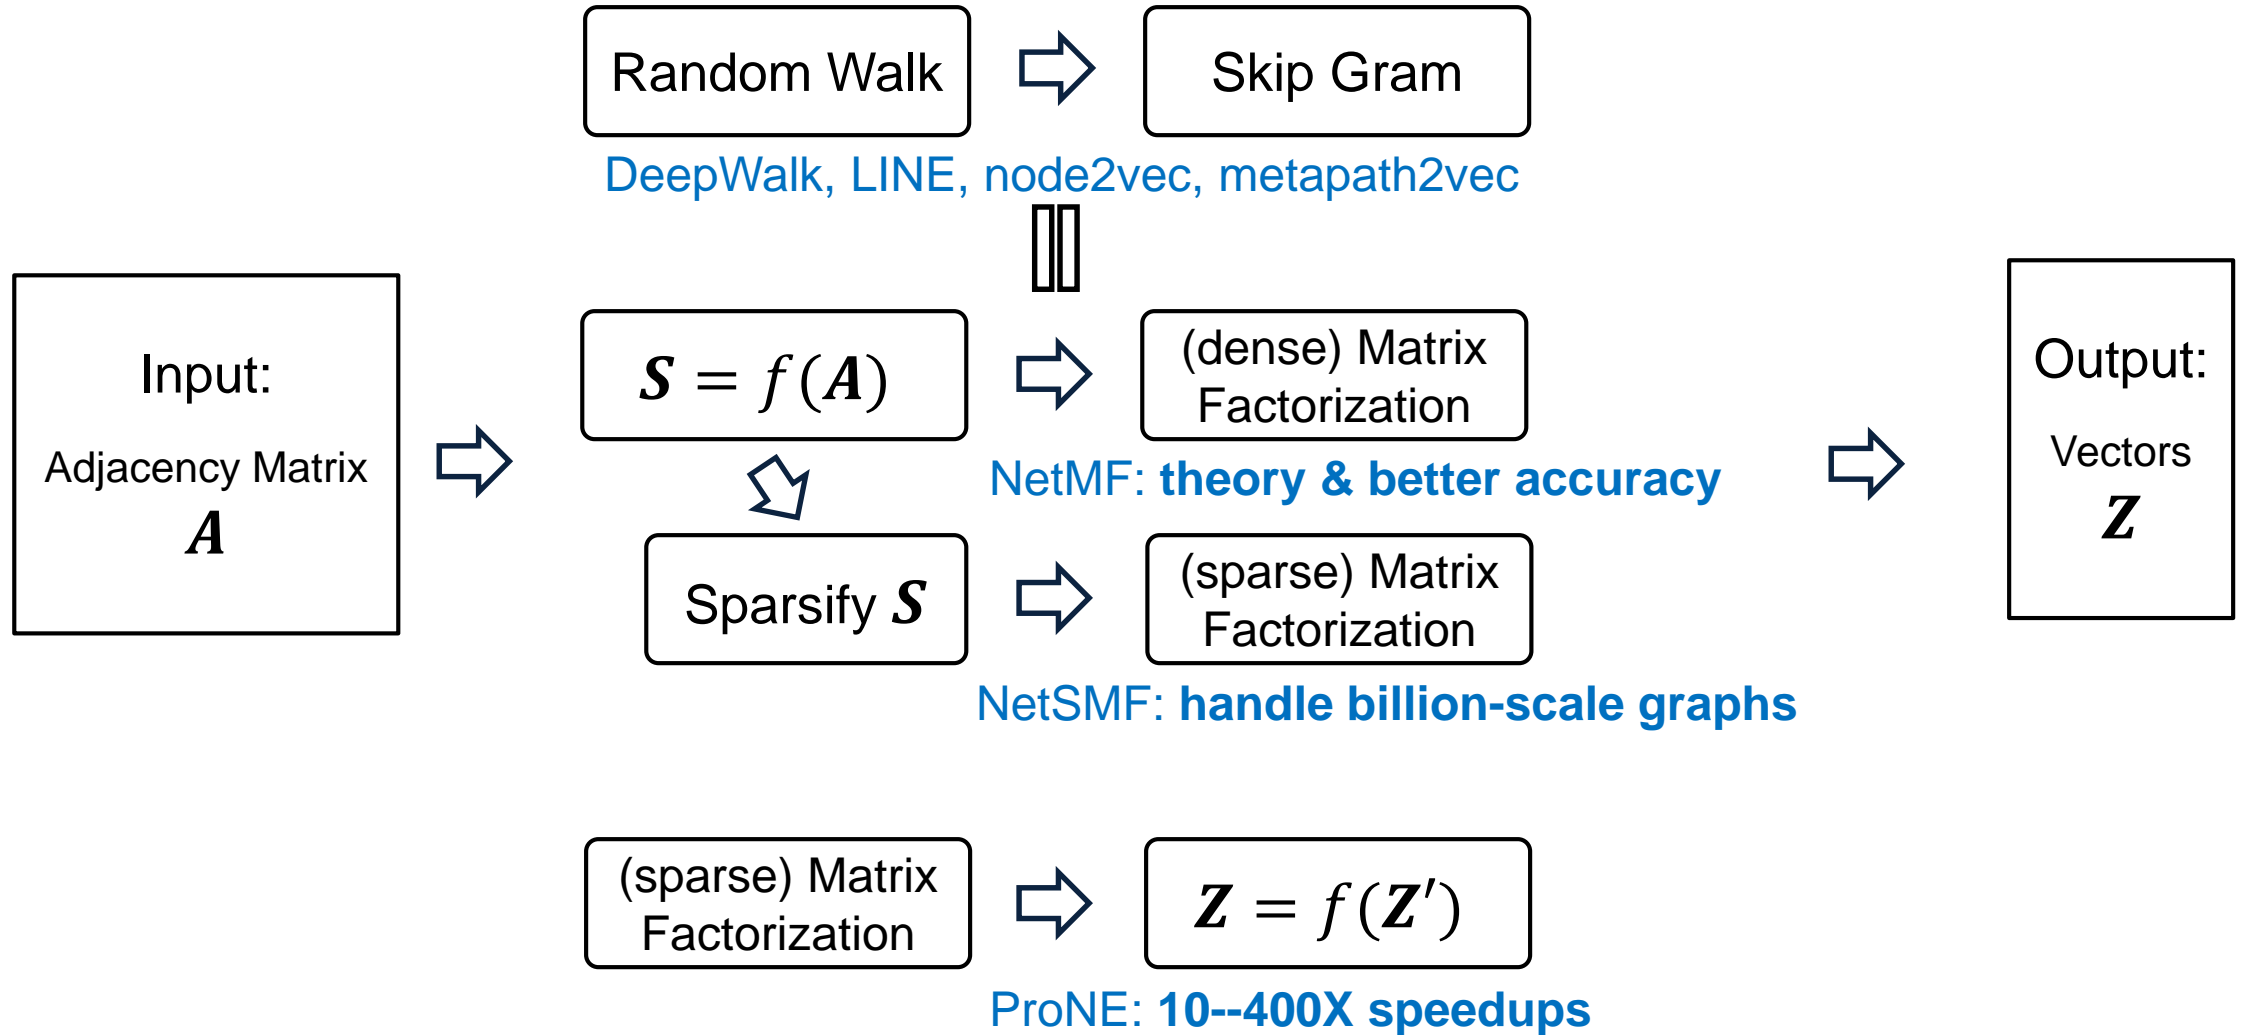 Random Walk
Skip Gram
DeepWalk, LINE, node2vec, metapath2vec
Input:
Adjacency Matrix
A
S = f(A)
(dense) Matrix
Factorization
NetMF: theory & better accuracy
Sparsify S
(sparse) Matrix
Factorization
NetSMF: handle billion-scale graphs
(sparse) Matrix
Factorization
Z = f(Z′)
ProNE: 10--400X speedups
Output:
Vectors
Z